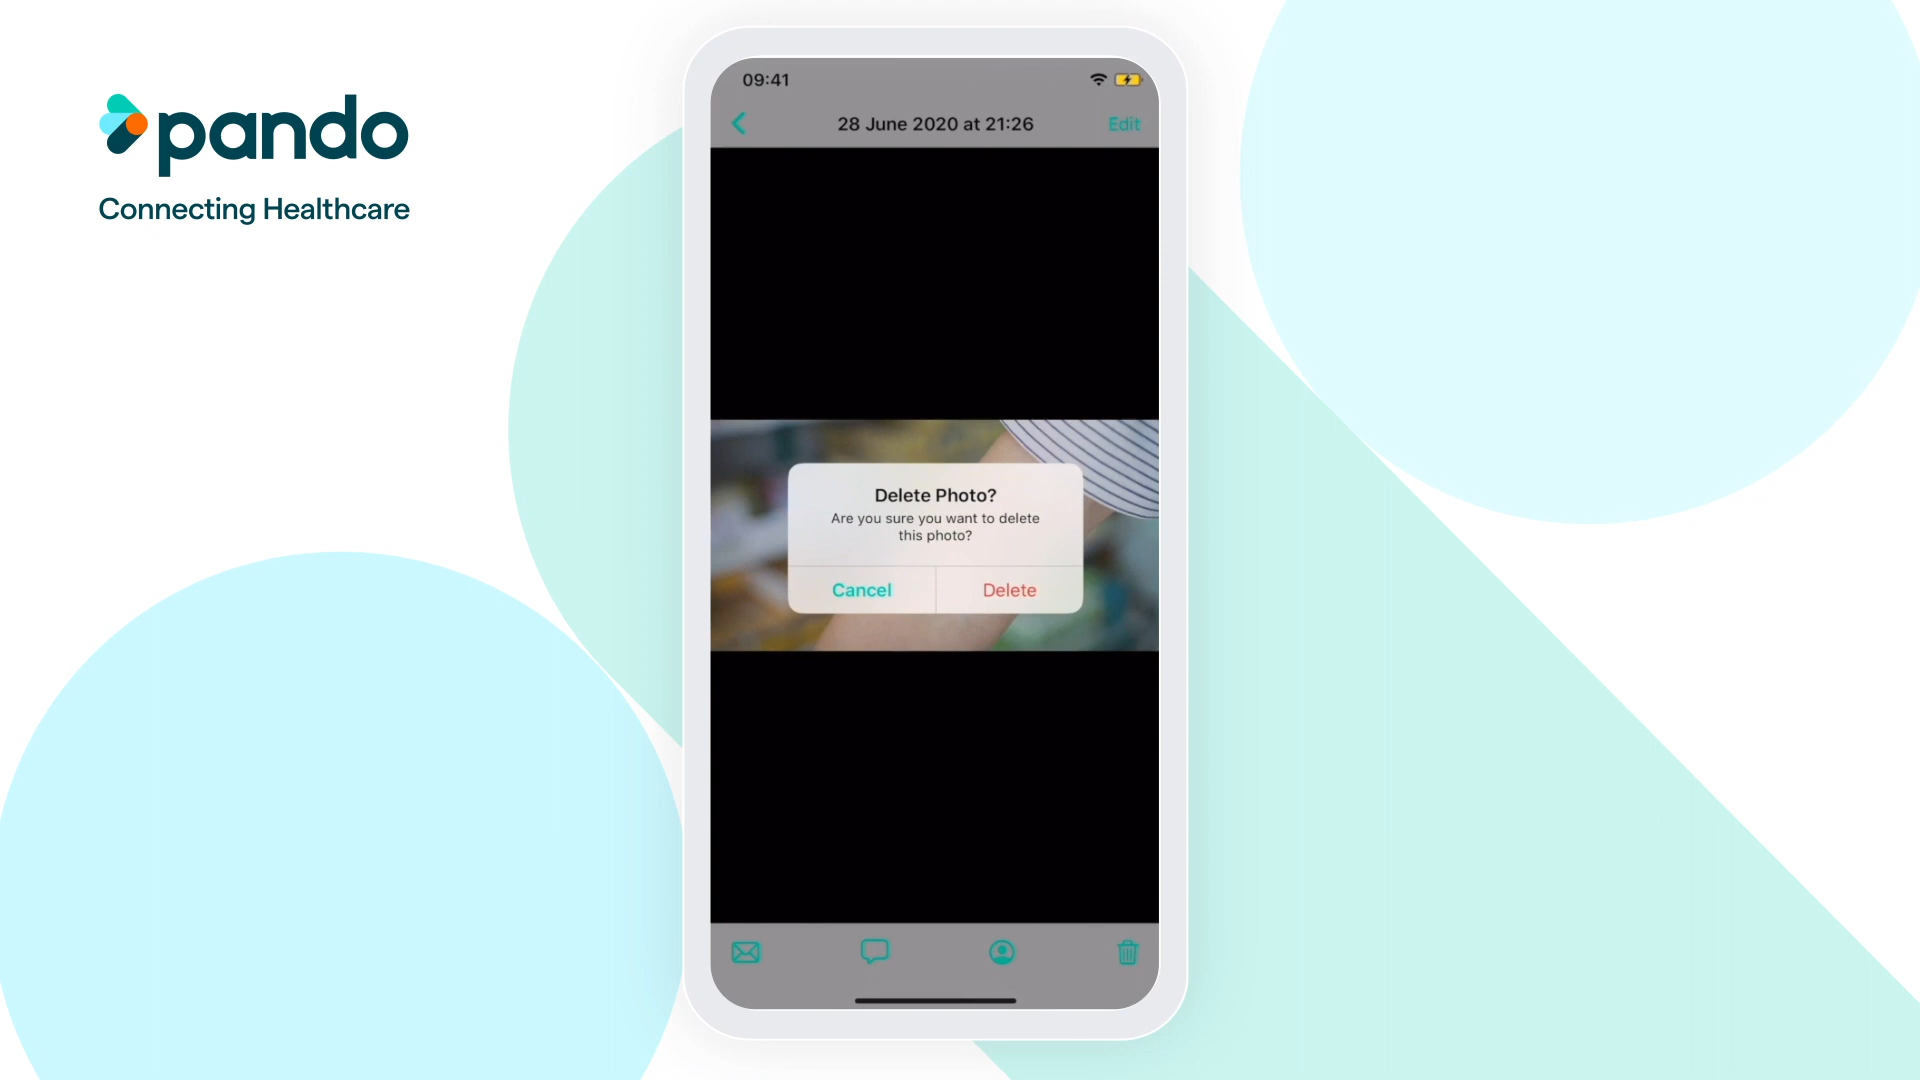 pando
Connecting Healthcare
09:41
28 June 2020 at 21:26
Edit
Delete Photo?
Are you sure you want to delete
this photo?
Cancel
Delete